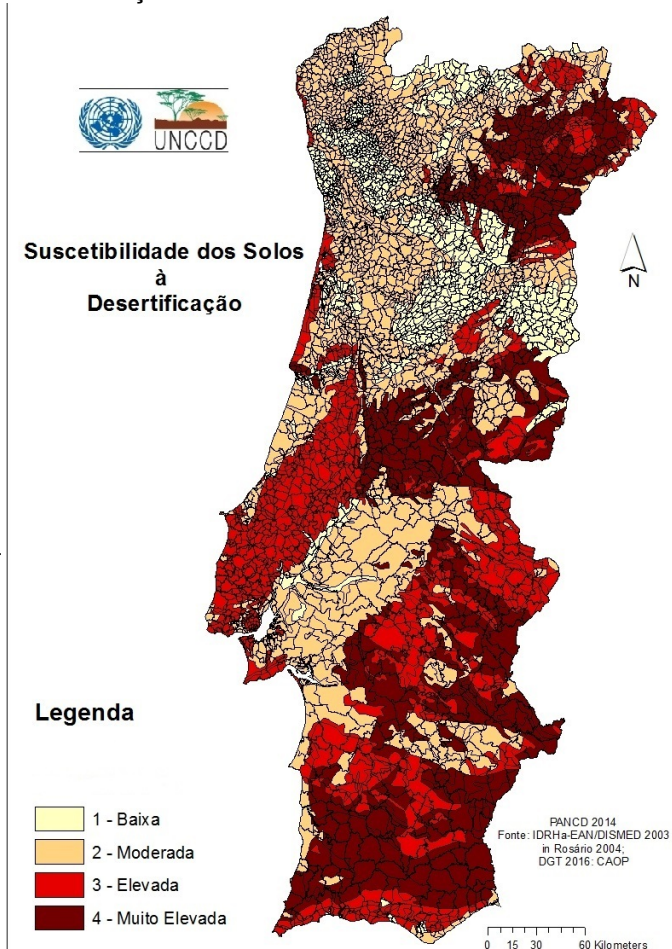 UNCCD
Suscetibilidade dos Solos
à
Desertificação
N
Legenda
1 - Baixa
2 - Moderada
3 - Elevada
4 - Muito Elevada
PANCD 2014
Fonte: IDRHa-EAN/DISMED 2003
in Rosário 2004;
DGT 2016: CAOP
0 15 30 60 Kilometers